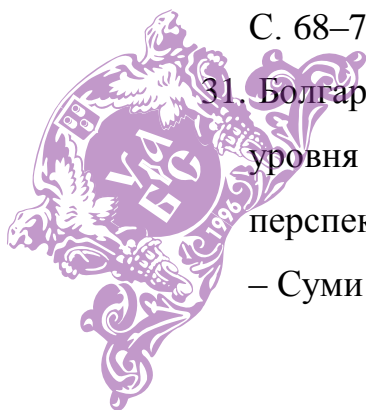 С. 68–7
31. Болгар
уровня
перспек
– Суми
УАБС
1996